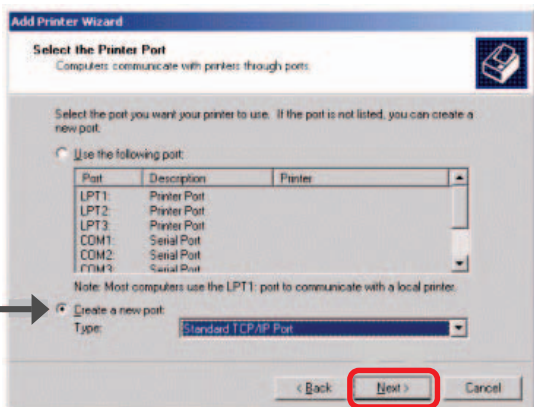 Add Printer Wizard
Select the Printer Port
Computers communicate with printers through ports.
Select the port you want your printer to use. If the port is not listed, you can create a
new port.
Use the following port:
Port Description Printer
LPT1: Printer Port
LPT2: Printer Port
LPT3: Printer Port
COM1: Serial Port
COM2: Serial Port
COM3: Serial Port
Note: Most computers use the LPT1: port to communicate with a local printer.
Create a new port:
Type: Standard TCP/IP Port
< Back Next > Cancel